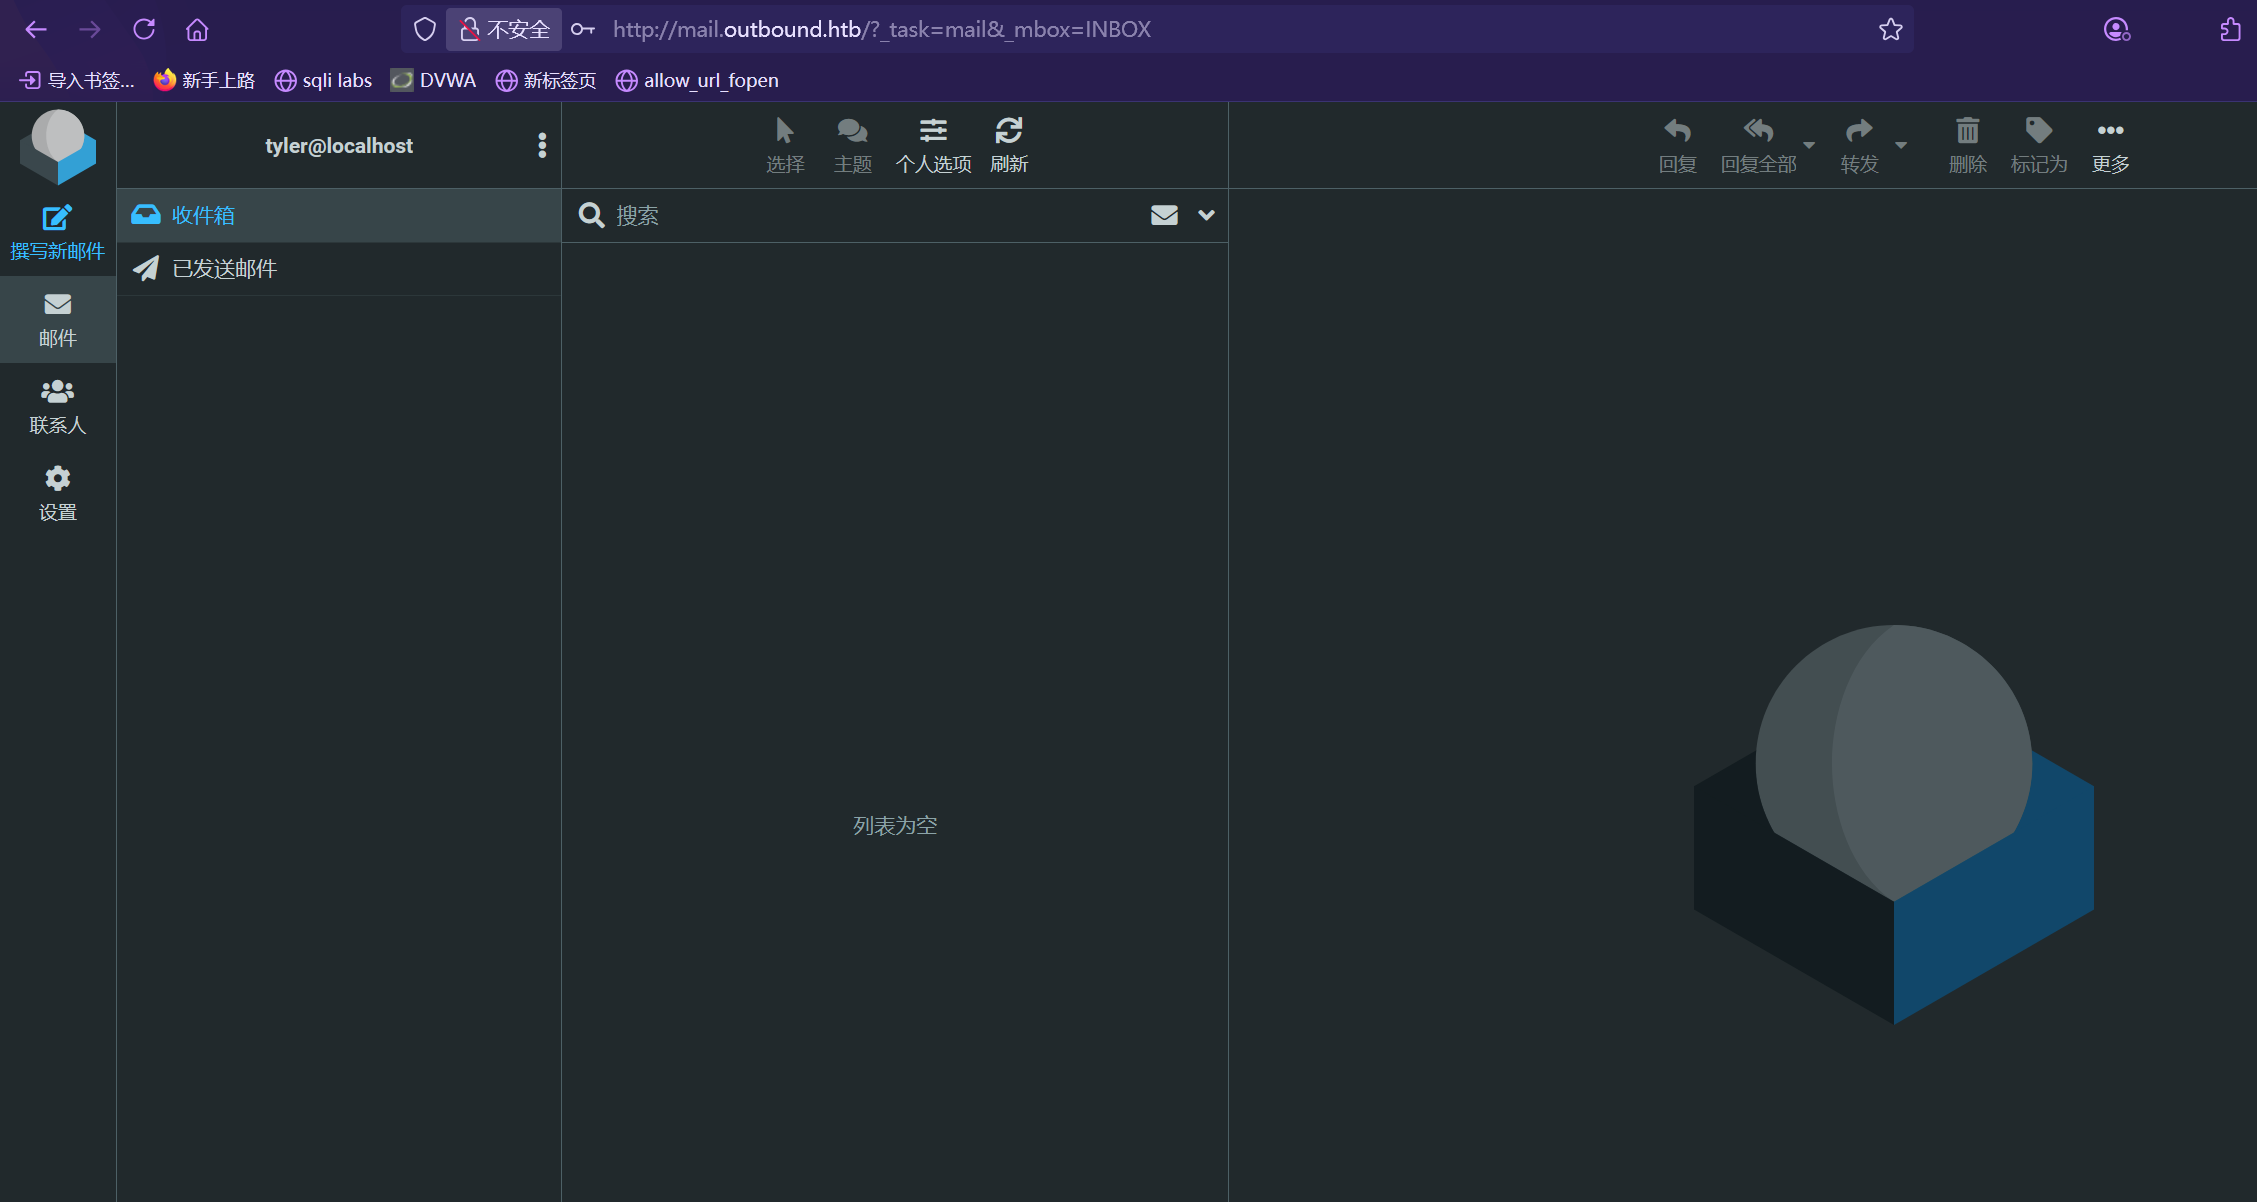 不安全 http://mail.outbound.htb/?_task=mail&_mbox=INBOX
导入书签... 新手上路 sqli labs DVWA 新标签页 allow_url_fopen
tyler@localhost
选择 主题 个人选项 刷新
回复 回复全部 转发 删除 标记为 更多
撰写新邮件
邮件
联系人
设置
收件箱
已发送邮件
搜索
列表为空